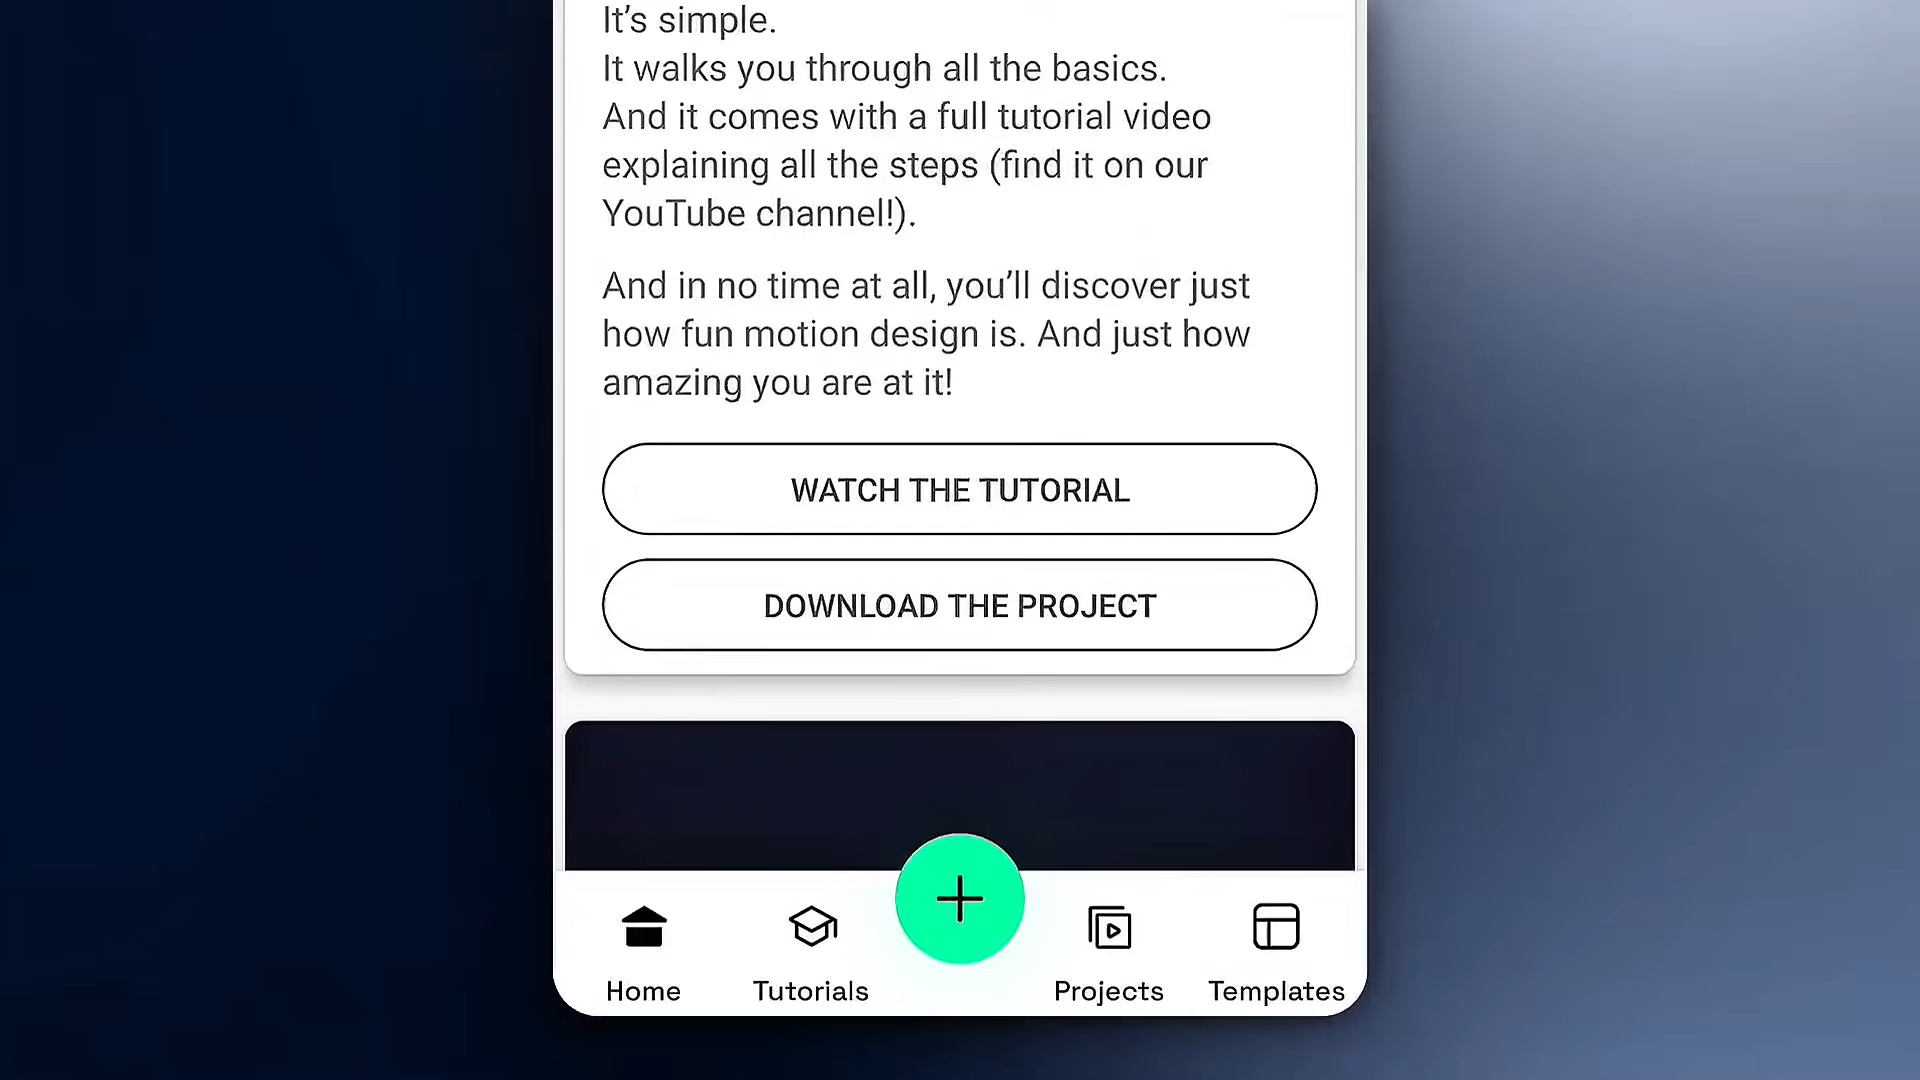 It’s simple.
It walks you through all the basics.
And it comes with a full tutorial video
explaining all the steps (find it on our
YouTube channel!).
And in no time at all, you’ll discover just
how fun motion design is. And just how
amazing you are at it!
WATCH THE TUTORIAL
DOWNLOAD THE PROJECT
Home Tutorials Projects Templates